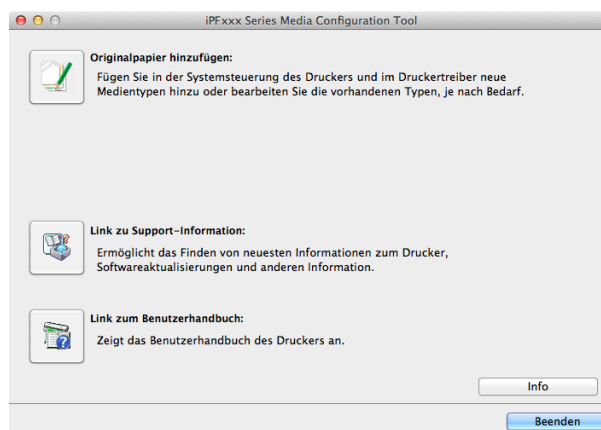 iPFxxx Series Media Configuration Tool
Originalpapier hinzufügen:
Fügen Sie in der Systemsteuerung des Druckers und im Druckertreiber neue
Medientypen hinzu oder bearbeiten Sie die vorhandenen Typen, je nach Bedarf.
Link zu Support-Information:
Ermöglicht das Finden von neuesten Informationen zum Drucker,
Softwareaktualisierungen und anderen Information.
Link zum Benutzerhandbuch:
Zeigt das Benutzerhandbuch des Druckers an.
Info
Beenden